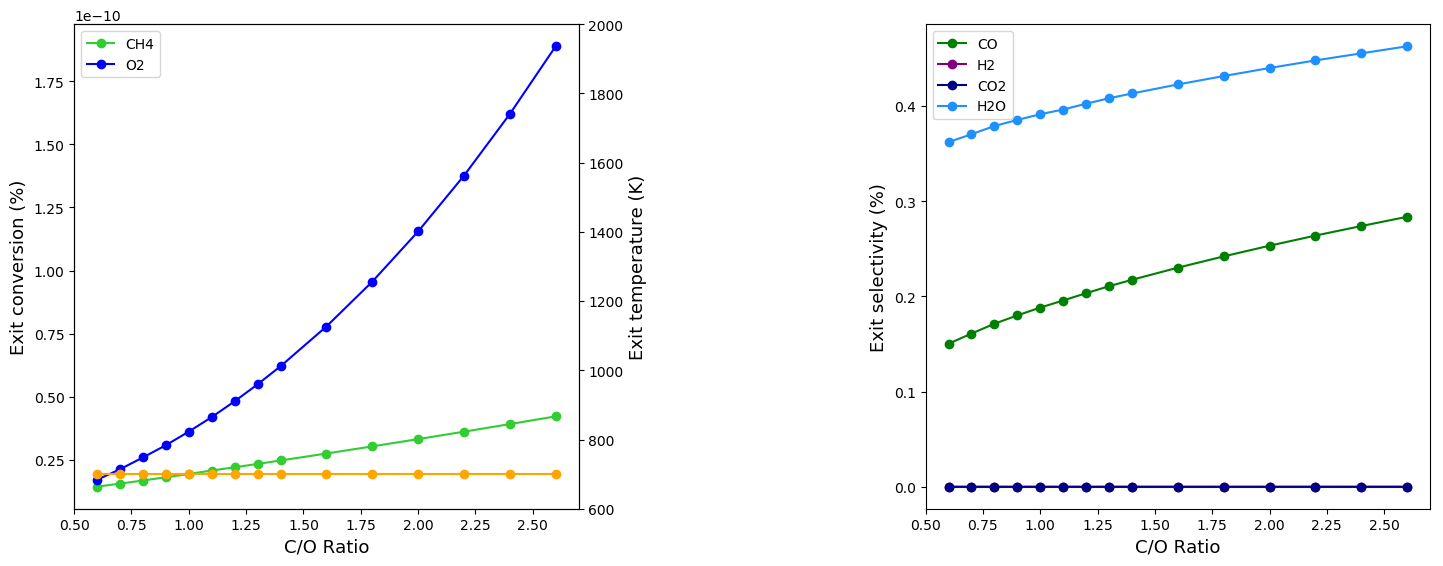 1e−10
CH4
O2
1.75
1.50
1.25
1.00
0.75
0.50
0.25
Exit conversion (%)
0.50 0.75 1.00 1.25 1.50 1.75 2.00 2.25 2.50
C/O Ratio
2000
1800
1600
1400
1200
1000
800
600
Exit temperature (K)
CO
H2
CO2
H2O
0.4
0.3
0.2
0.1
0.0
Exit selectivity (%)
0.50 0.75 1.00 1.25 1.50 1.75 2.00 2.25 2.50
C/O Ratio